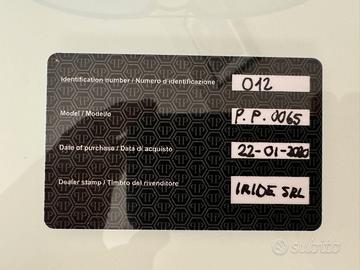 Identification number / Numero d'identificazione 012
Model / Modello P.P. 0065
Date of purchase / Data di acquisto 22-01-2020
Dealer stamp / Timbro del rivenditore IRIDE SRL
subito